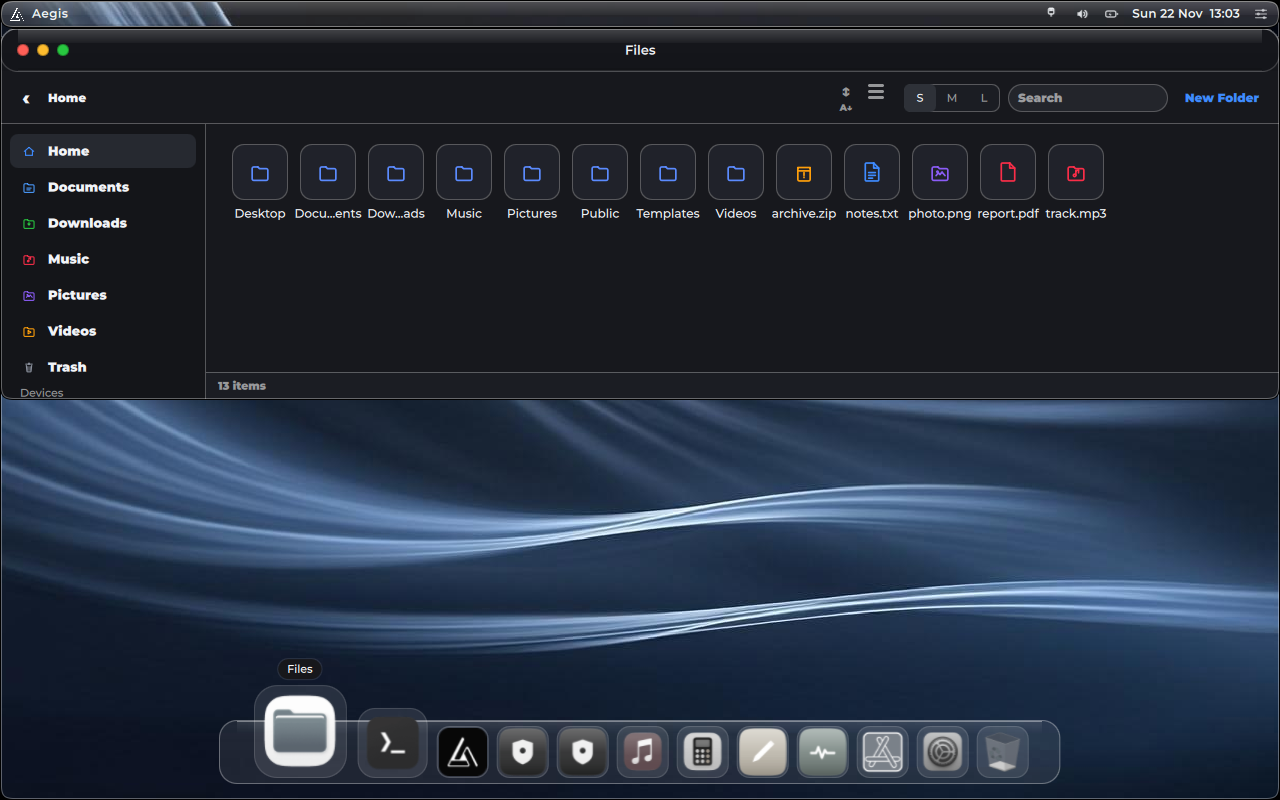 Aegis
Sun 22 Nov 13:03
Files
Home
A+
S M L
Search
New Folder
Home
Documents
Downloads
Music
Pictures
Videos
Trash
Devices
Desktop Docu...ents Dow...ads Music Pictures Public Templates Videos archive.zip notes.txt photo.png report.pdf track.mp3
13 items
Files